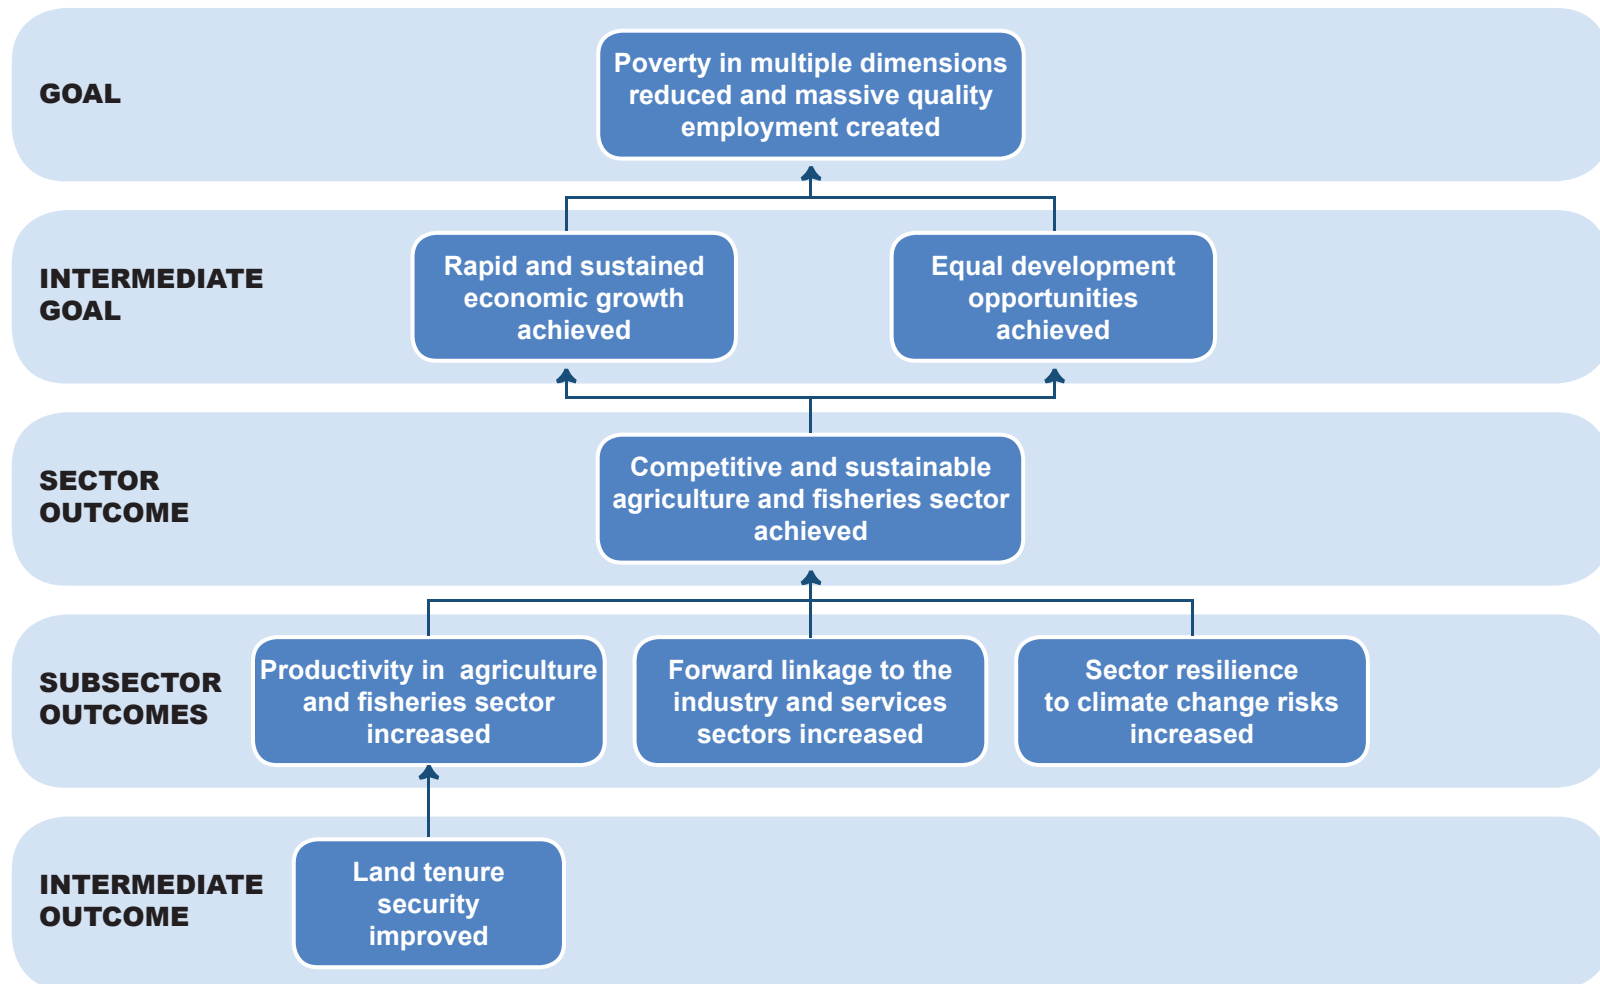 GOAL
Poverty in multiple dimensions
reduced and massive quality
employment created
INTERMEDIATE
GOAL
Rapid and sustained
economic growth
achieved
Equal development
opportunities
achieved
SECTOR
OUTCOME
Competitive and sustainable
agriculture and fisheries sector
achieved
SUBSECTOR
OUTCOMES
Productivity in  agriculture
and fisheries sector
increased
Forward linkage to the
industry and services
sectors increased
Sector resilience
to climate change risks
increased
INTERMEDIATE
OUTCOME
Land tenure
security
improved